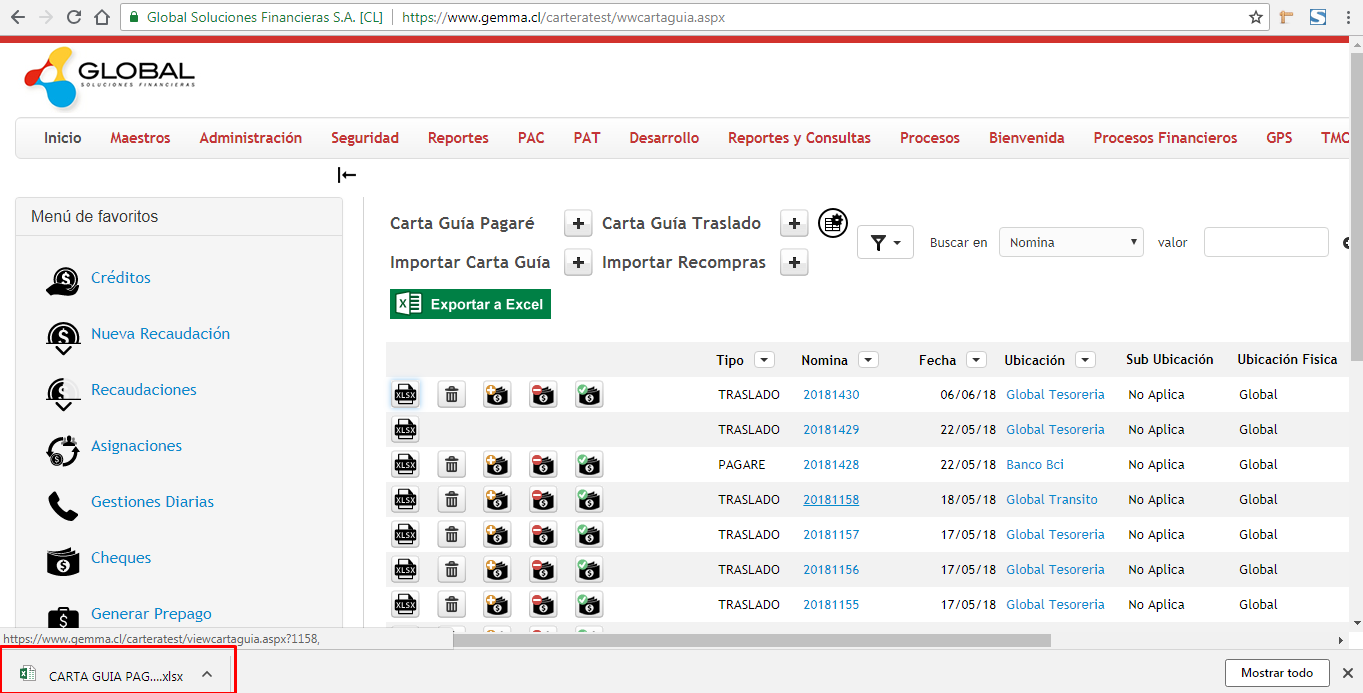 Global Soluciones Financieras S.A. [CL] https://www.gemma.cl/carteratest/wwcartaguia.aspx
GLOBAL
SOLUCIONES FINANCIERAS
Inicio Maestros Administración Seguridad Reportes PAC PAT Desarrollo Reportes y Consultas Procesos Bienvenida Procesos Financieros GPS TMO
Menú de favoritos
Créditos
Nueva Recaudación
Recaudaciones
Asignaciones
Gestiones Diarias
Cheques
Generar Prepago
Carta Guía Pagaré + Carta Guía Traslado +
Buscar en Nomina valor
Importar Carta Guía + Importar Recompras +
Exportar a Excel
Tipo Nomina Fecha Ubicación Sub Ubicación Ubicación Fisica
XLSX TRASLADO 20181430 06/06/18 Global Tesoreria No Aplica Global
XLSX TRASLADO 20181429 22/05/18 Global Tesoreria No Aplica Global
XLSX PAGARE 20181428 22/05/18 Banco Bci No Aplica Global
XLSX TRASLADO 20181158 18/05/18 Global Transito No Aplica Global
XLSX TRASLADO 20181157 17/05/18 Global Tesoreria No Aplica Global
XLSX TRASLADO 20181156 17/05/18 Global Tesoreria No Aplica Global
XLSX TRASLADO 20181155 17/05/18 Global Tesoreria No Aplica Global
https://www.gemma.cl/carteratest/viewcartaguia.aspx?1158,
CARTA GUIA PAG....xlsx
Mostrar todo